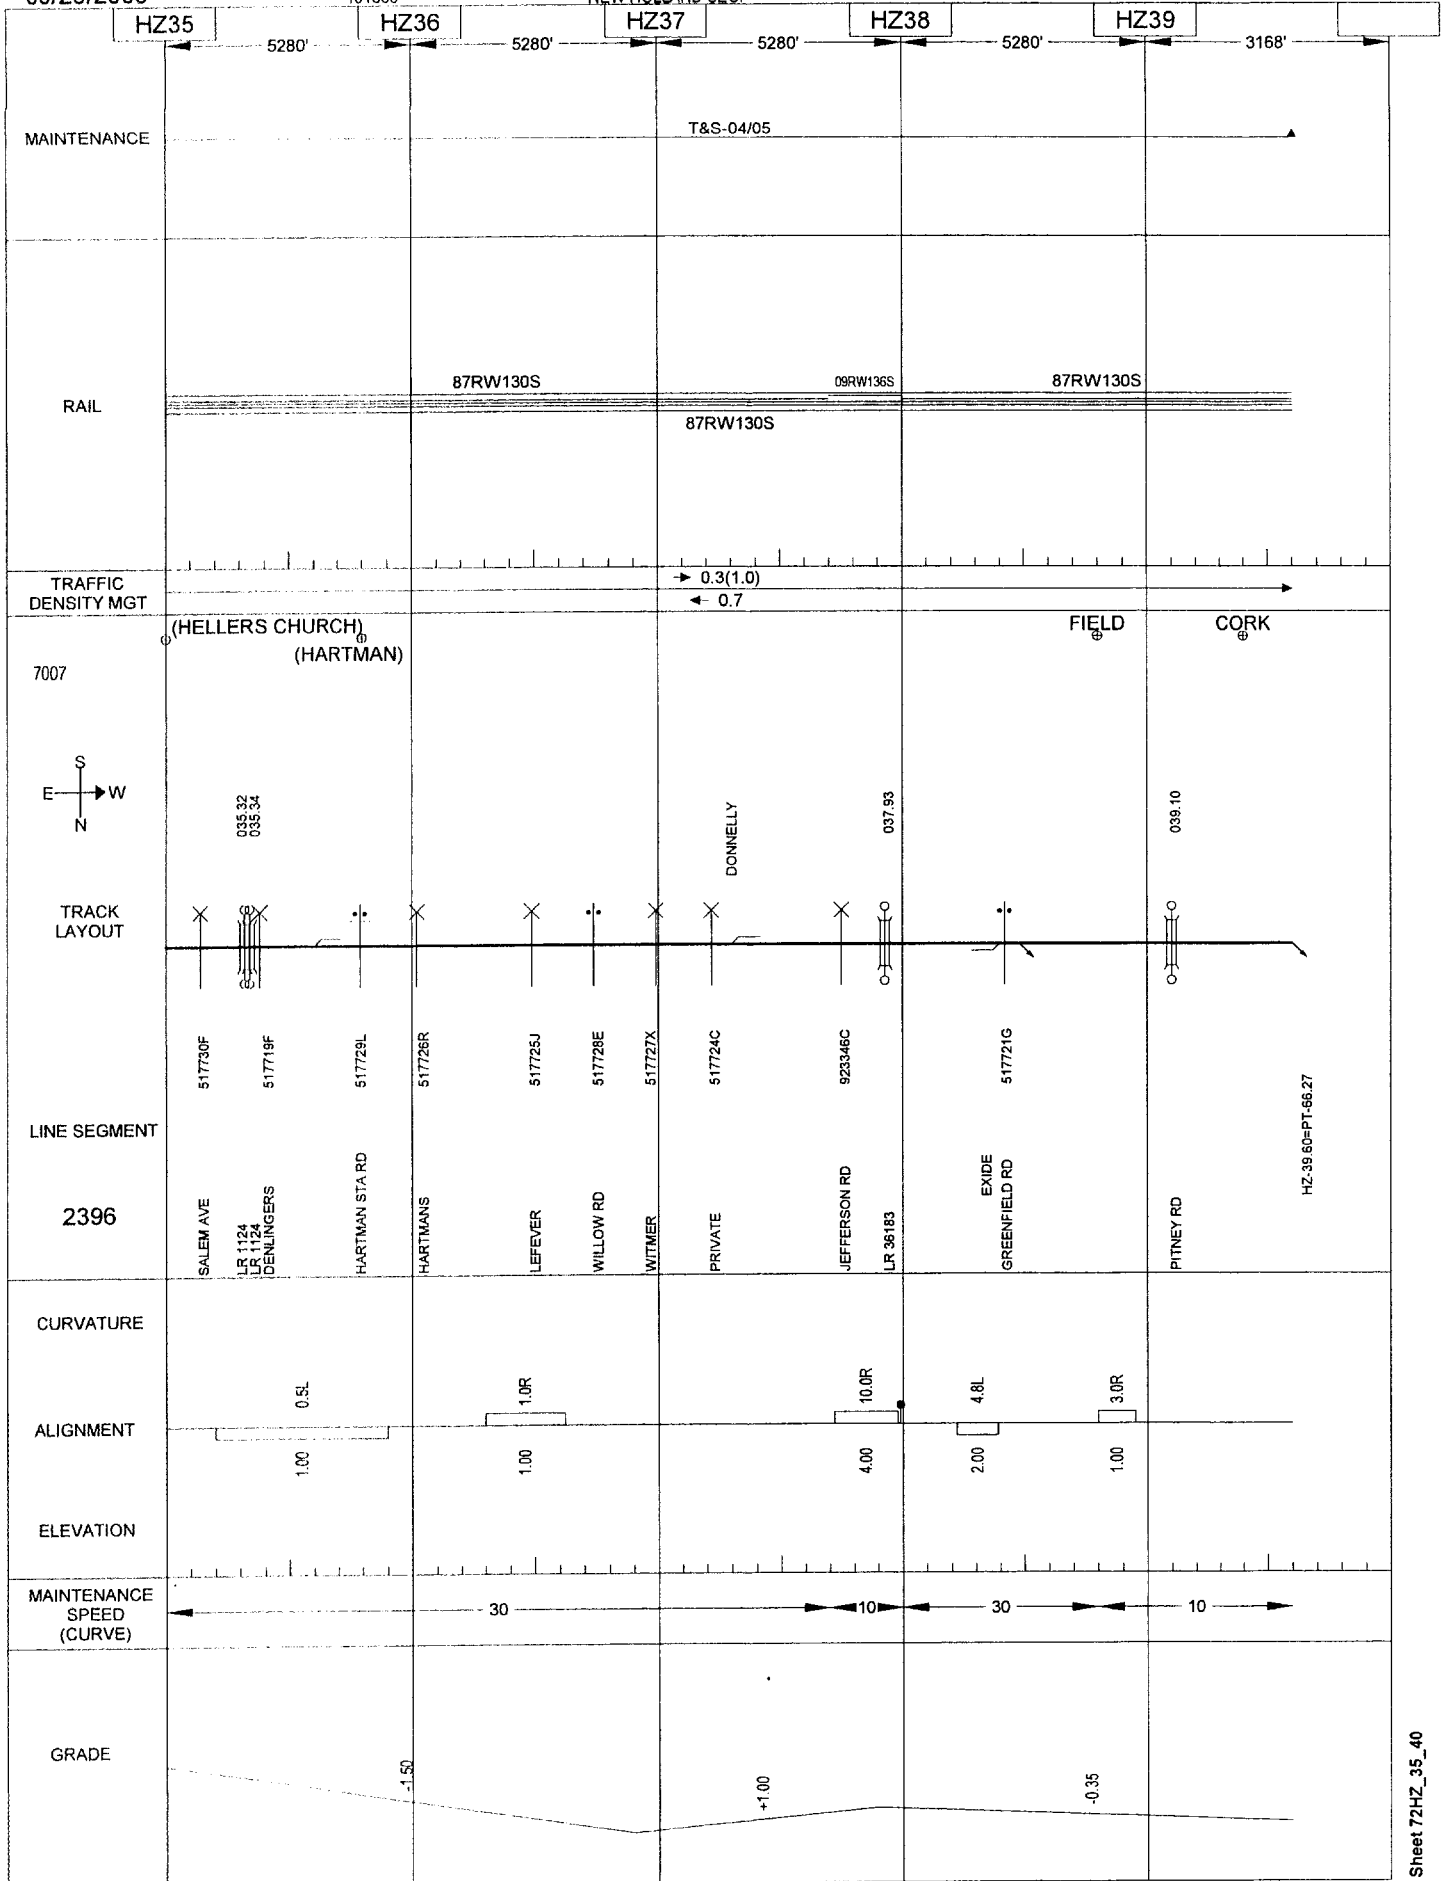 HZ35 HZ36 HZ37 HZ38 HZ39
5280' 5280' 5280' 5280' 3168'
MAINTENANCE
T&S-04/05
RAIL
87RW130S 09RW136S 87RW130S
87RW130S
TRAFFIC
DENSITY MGT
0.3(1.0)
0.7
(HELLERS CHURCH)
(HARTMAN)
FIELD CORK
7007
S
E W
N
035.32
035.34
DONNELLY
037.93
039.10
TRACK
LAYOUT
517730F
517719F
517729L
517726R
517725J
517728E
517727X
517724C
923346C
517721G
HZ-39.60=PT-66.27
LINE SEGMENT
2396
SALEM AVE
LR 1124
LR 1124
DENLINGERS
HARTMAN STA RD
HARTMANS
LEFEVER
WILLOW RD
WITMER
PRIVATE
JEFFERSON RD
LR 36183
EXIDE
GREENFIELD RD
PITNEY RD
CURVATURE
0.5L 1.0R 10.0R 4.8L 3.0R
ALIGNMENT
1.00 1.00 4.00 2.00 1.00
ELEVATION
MAINTENANCE
SPEED
(CURVE)
30 10 30 10
GRADE
-1.50 +1.00 -0.35
Sheet 72HZ_35_40